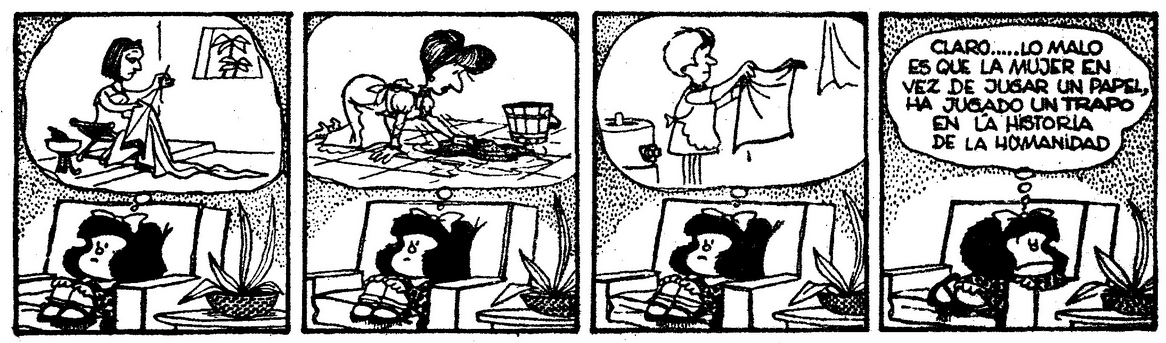 CLARO.....LO MALO
ES QUE LA MUJER EN
VEZ DE JUGAR UN PAPEL,
HA JUGADO UN TRAPO
EN LA HISTORIA
DE LA HUMANIDAD